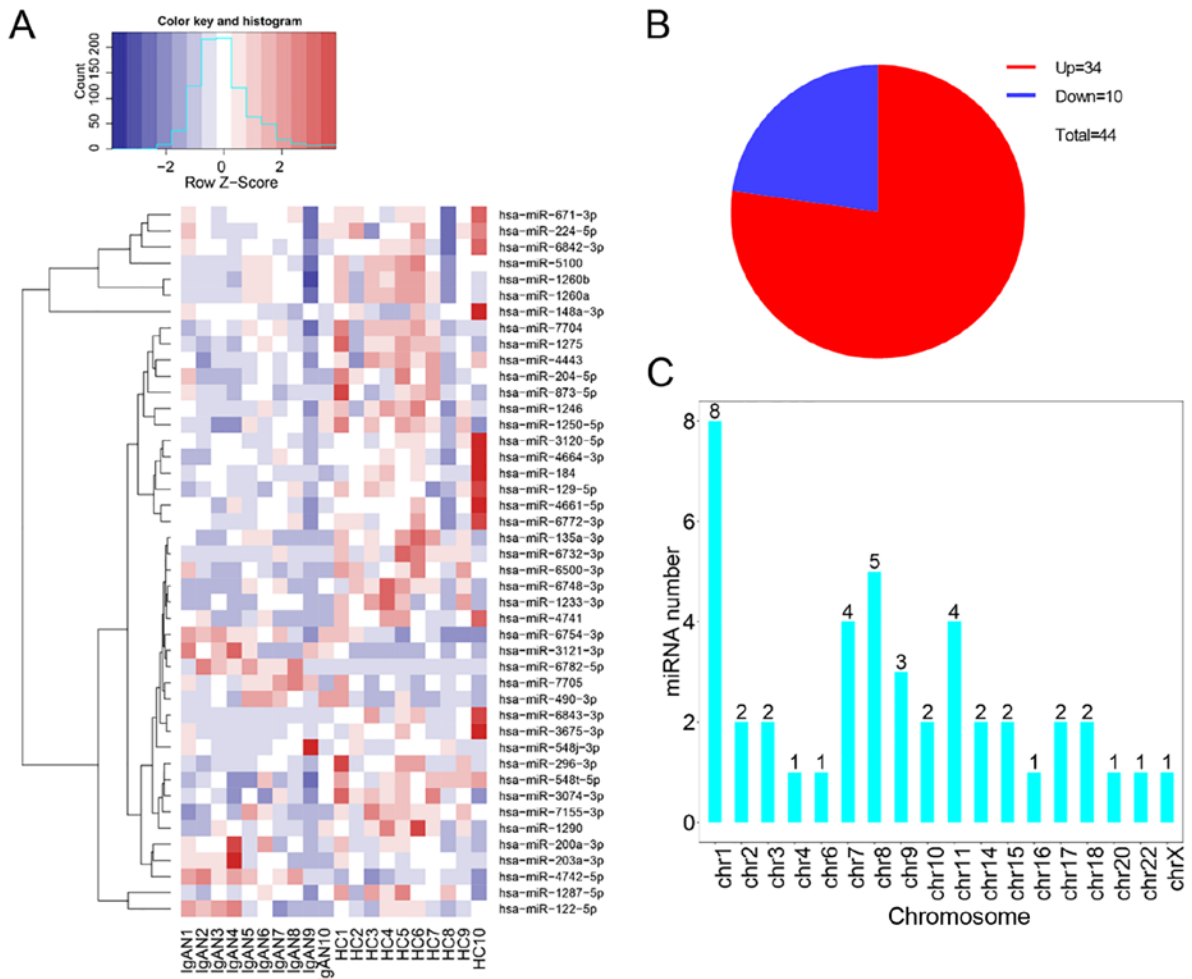 A
Color key and histogram
Count
0 50 100 150 200
−2 0 2
Row Z−Score
hsa−miR−671−3p
hsa−miR−224−5p
hsa−miR−6842−3p
hsa−miR−5100
hsa−miR−1260b
hsa−miR−1260a
hsa−miR−148a−3p
hsa−miR−7704
hsa−miR−1275
hsa−miR−4443
hsa−miR−204−5p
hsa−miR−873−5p
hsa−miR−1246
hsa−miR−1250−5p
hsa−miR−3120−5p
hsa−miR−4664−3p
hsa−miR−184
hsa−miR−129−5p
hsa−miR−4661−5p
hsa−miR−6772−3p
hsa−miR−135a−3p
hsa−miR−6732−3p
hsa−miR−6500−3p
hsa−miR−6748−3p
hsa−miR−1233−3p
hsa−miR−4741
hsa−miR−6754−3p
hsa−miR−3121−3p
hsa−miR−6782−5p
hsa−miR−7705
hsa−miR−490−3p
hsa−miR−6843−3p
hsa−miR−3675−3p
hsa−miR−548j−3p
hsa−miR−296−3p
hsa−miR−548t−5p
hsa−miR−3074−3p
hsa−miR−7155−3p
hsa−miR−1290
hsa−miR−200a−3p
hsa−miR−203a−3p
hsa−miR−4742−5p
hsa−miR−1287−5p
hsa−miR−122−5p
IgAN1 IgAN2 IgAN3 IgAN4 IgAN5 IgAN6 IgAN7 IgAN8 IgAN9 gAN10 HC1 HC2 HC3 HC4 HC5 HC6 HC7 HC8 HC9 HC10
B
Up=34
Down=10
Total=44
C
miRNA number
8
6
4
2
0
8 2 2 1 1 4 5 3 2 4 2 2 1 2 2 1 1 1
chr1 chr2 chr3 chr4 chr6 chr7 chr8 chr9 chr10 chr11 chr14 chr15 chr16 chr17 chr18 chr20 chr22 chrX
Chromosome